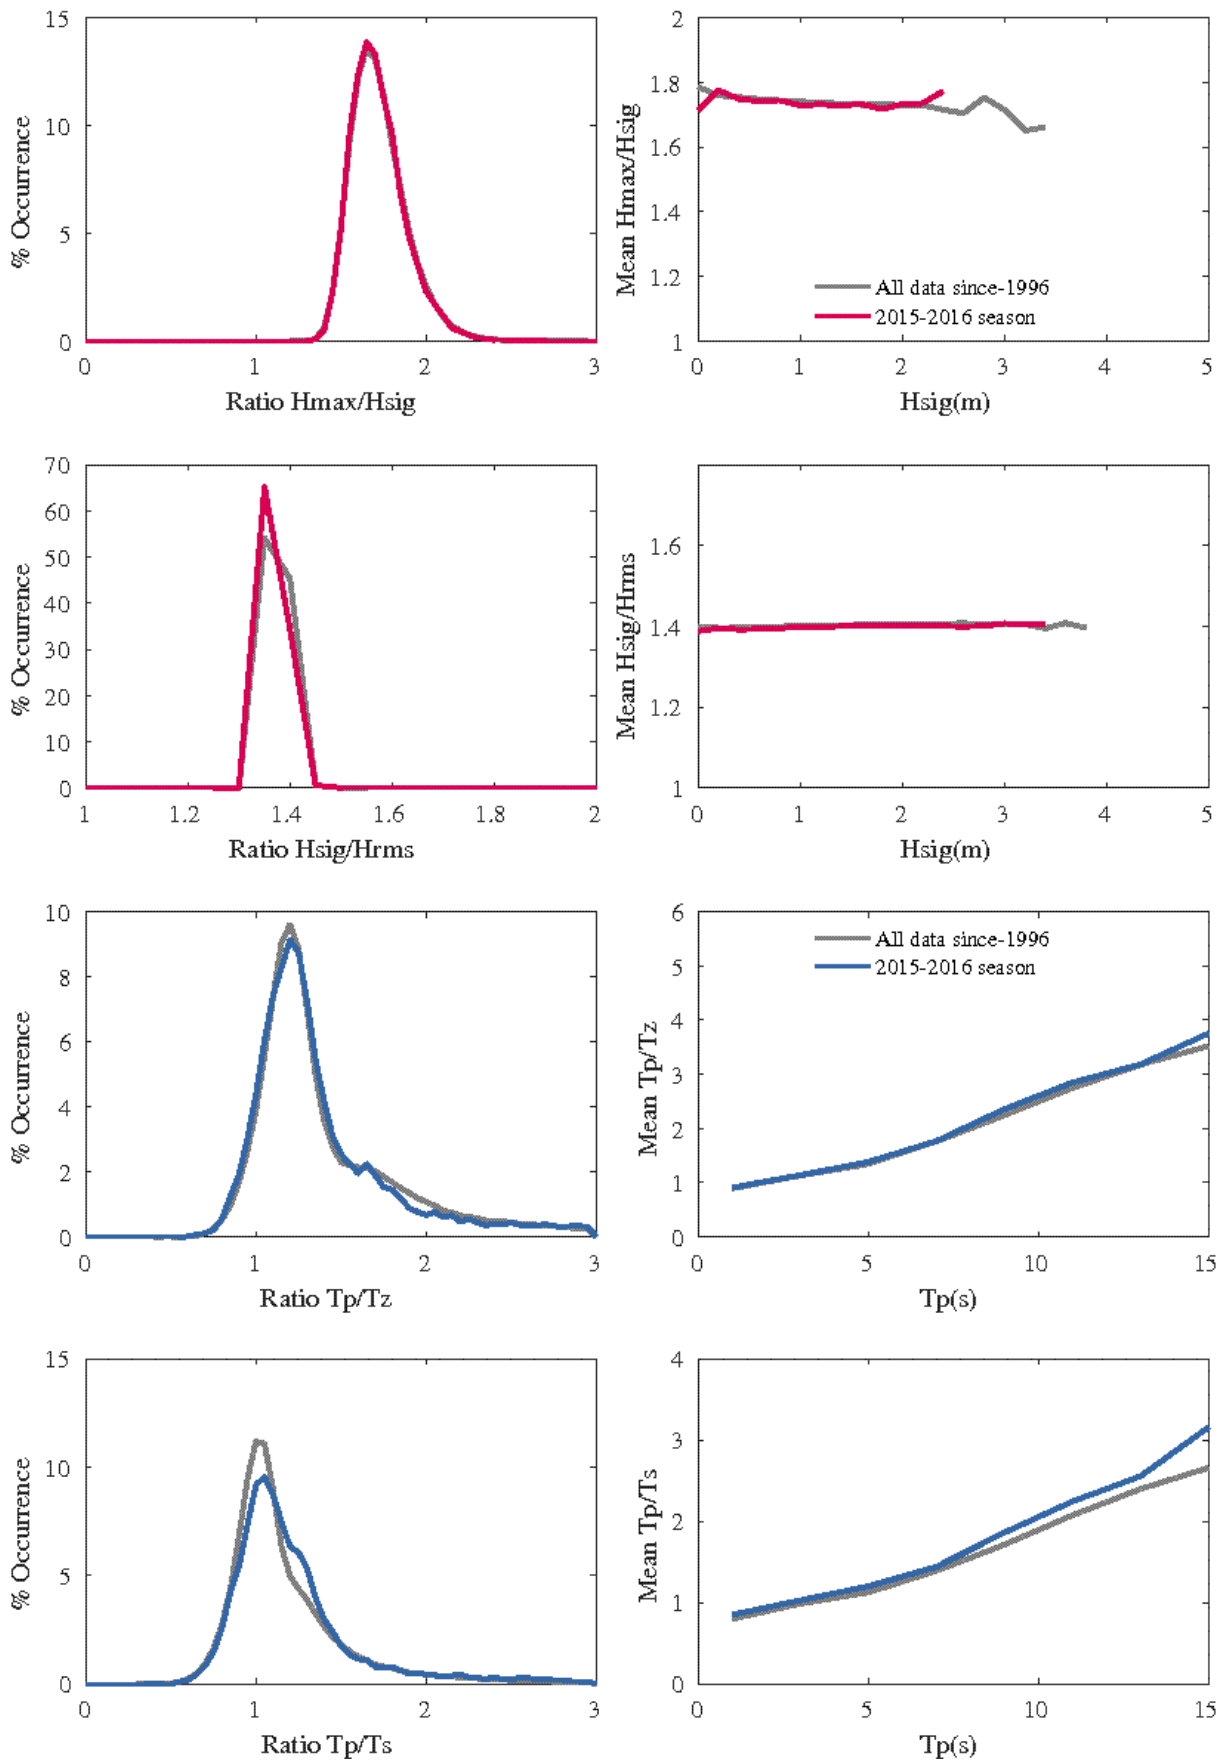 15
10
5
0
% Occurrence
0 1 2 3
Ratio Hmax/Hsig
2
1.8
1.6
1.4
1.2
1
Mean Hmax/Hsig
All data since-1996
2015-2016 season
0 1 2 3 4 5
Hsig(m)
70
60
50
40
30
20
10
0
% Occurrence
1 1.2 1.4 1.6 1.8 2
Ratio Hsig/Hrms
1.6
1.4
1.2
1
Mean Hsig/Hrms
0 1 2 3 4 5
Hsig(m)
10
8
6
4
2
0
% Occurrence
0 1 2 3
Ratio Tp/Tz
6
5
4
3
2
1
0
Mean Tp/Tz
All data since-1996
2015-2016 season
0 5 10 15
Tp(s)
15
10
5
0
% Occurrence
0 1 2 3
Ratio Tp/Ts
4
3
2
1
0
Mean Tp/Ts
0 5 10 15
Tp(s)